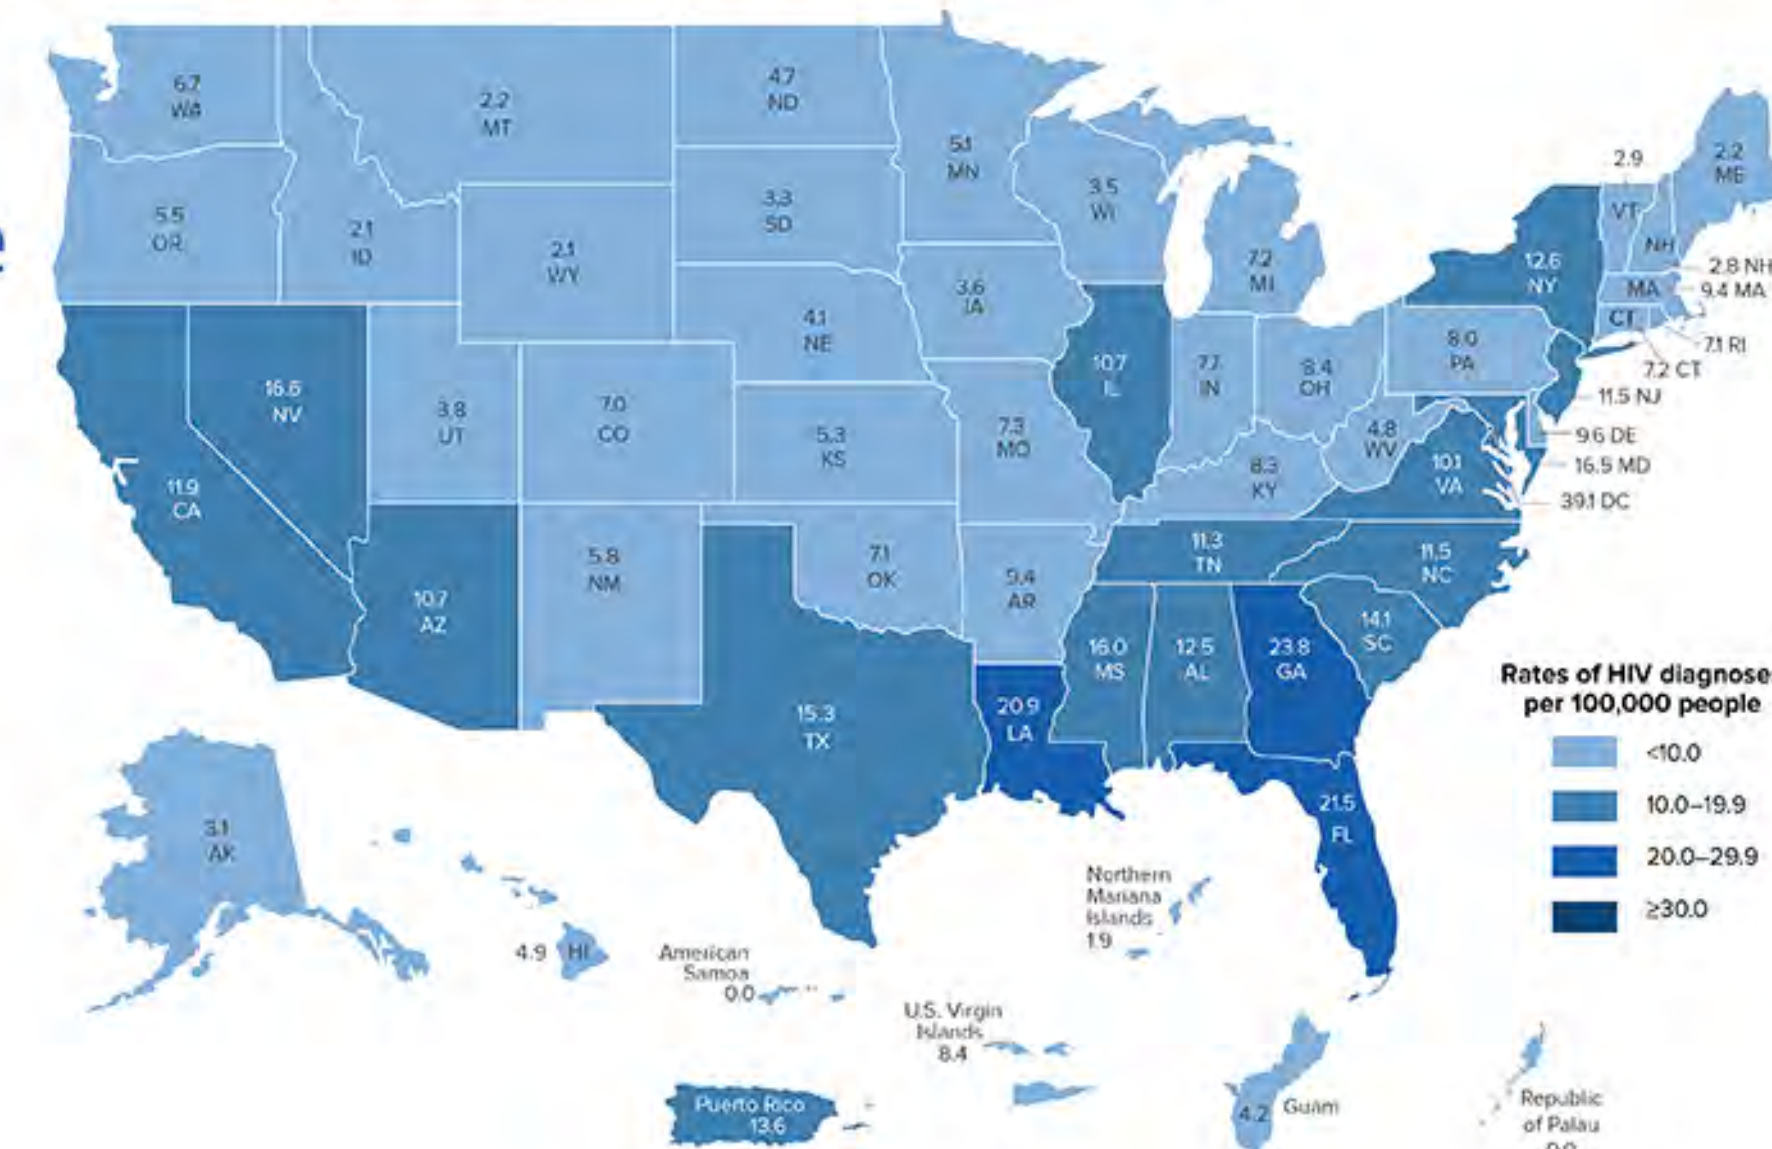 6.7
WA
2.2
MT
4.7
ND
5.1
MN
2.9
VT
2.2
ME
5.5
OR
2.1
ID
2.1
WY
3.3
SD
3.5
WI
7.2
MI
12.6
NY
NH
2.8 NH
MA
9.4 MA
CT
7.1 RI
7.2 CT
3.6
IA
4.1
NE
8.0
PA
11.5 NJ
9.6 DE
16.5 MD
39.1 DC
16.6
NV
3.8
UT
7.0
CO
5.3
KS
7.3
MO
10.7
IL
7.7
IN
8.4
OH
4.8
WV
10.1
VA
8.3
KY
11.9
CA
10.7
AZ
5.8
NM
7.1
OK
9.4
AR
11.3
TN
11.5
NC
14.1
SC
15.3
TX
20.9
LA
16.0
MS
12.5
AL
23.8
GA
21.5
FL
Rates of HIV diagnose
per 100,000 people
<10.0
10.0–19.9
20.0–29.9
≥30.0
3.1
AK
4.9 HI
American
Samoa
0.0
Northern
Mariana
Islands
1.9
U.S. Virgin
Islands
8.4
Puerto Rico
13.6
4.2 Guam
Republic
of Palau